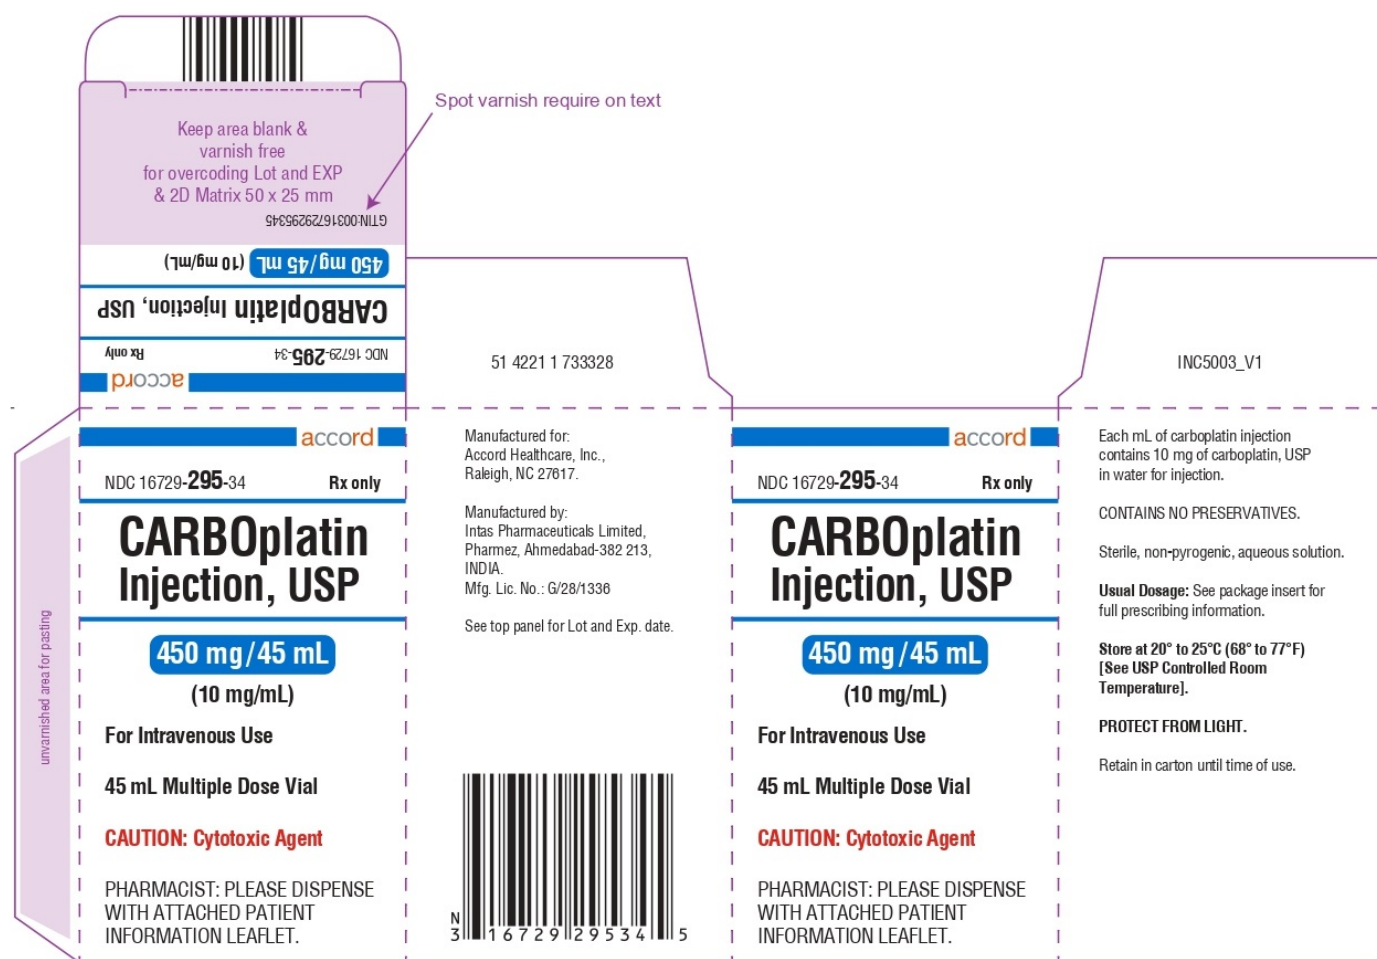 Spot varnish require on text
Keep area blank &
varnish free
for overcoding Lot and EXP
& 2D Matrix 50 x 25 mm
GTIN:00316729295345
450 mg/45 mL (10 mg/mL)
CARBOplatin Injection, USP
NDC 16729-295-34 Rx only
accord
51 4221 1 733328
INC5003_V1
unvarnished area for pasting
accord
NDC 16729-295-34 Rx only
CARBOplatin
Injection, USP
450 mg/45 mL
(10 mg/mL)
For Intravenous Use
45 mL Multiple Dose Vial
CAUTION: Cytotoxic Agent
PHARMACIST: PLEASE DISPENSE
WITH ATTACHED PATIENT
INFORMATION LEAFLET.
Manufactured for:
Accord Healthcare, Inc.,
Raleigh, NC 27617.
Manufactured by:
Intas Pharmaceuticals Limited,
Pharmez, Ahmedabad-382 213,
INDIA.
Mfg. Lic. No.: G/28/1336
See top panel for Lot and Exp. date.
N
3 16729 29534 5
accord
NDC 16729-295-34 Rx only
CARBOplatin
Injection, USP
450 mg/45 mL
(10 mg/mL)
For Intravenous Use
45 mL Multiple Dose Vial
CAUTION: Cytotoxic Agent
PHARMACIST: PLEASE DISPENSE
WITH ATTACHED PATIENT
INFORMATION LEAFLET.
Each mL of carboplatin injection
contains 10 mg of carboplatin, USP
in water for injection.
CONTAINS NO PRESERVATIVES.
Sterile, non-pyrogenic, aqueous solution.
Usual Dosage: See package insert for
full prescribing information.
Store at 20° to 25°C (68° to 77°F)
[See USP Controlled Room
Temperature].
PROTECT FROM LIGHT.
Retain in carton until time of use.